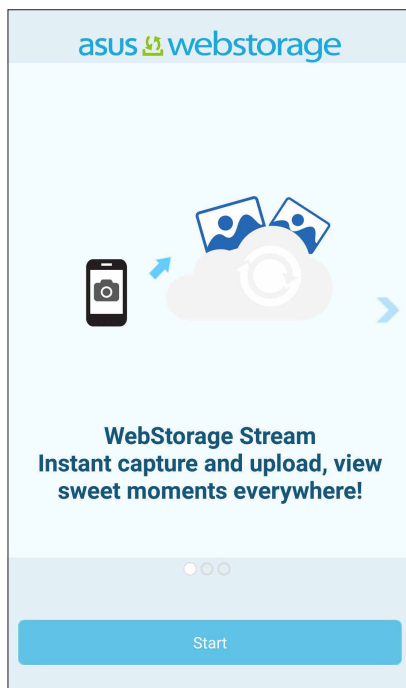 asus webstorage
WebStorage Stream
Instant capture and upload, view
sweet moments everywhere!
Start